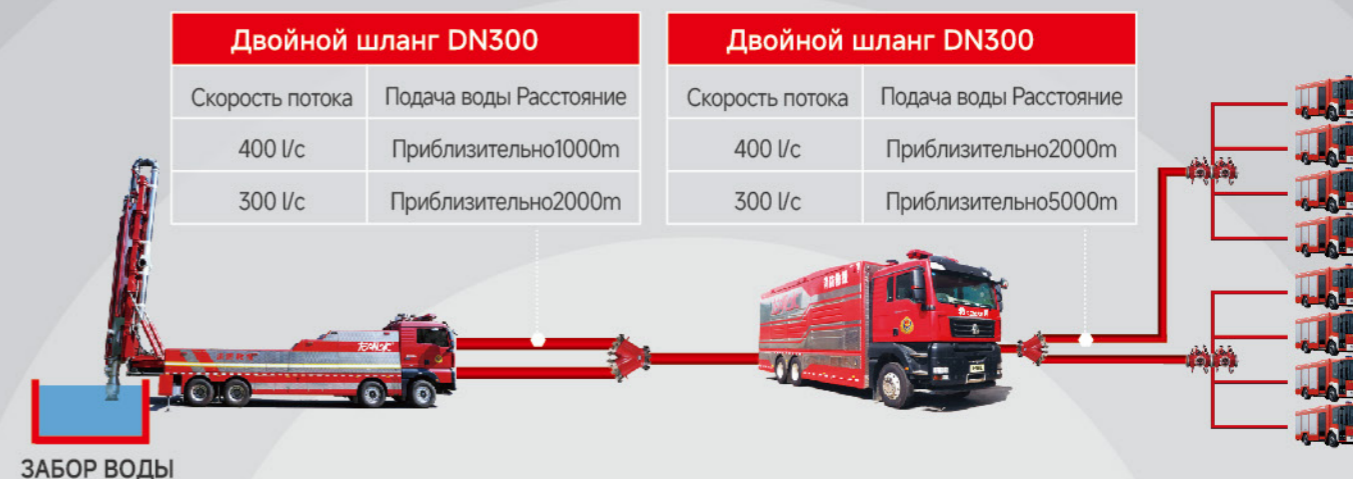 Двойной шланг DN300
Скорость потока Подача воды Расстояние
400 l/c Приблизительно1000m
300 l/c Приблизительно2000m
Двойной шланг DN300
Скорость потока Подача воды Расстояние
400 l/c Приблизительно2000m
300 l/c Приблизительно5000m
ЗАБОР ВОДЫ